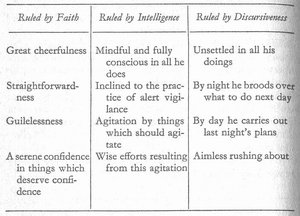 Ruled by Faith
Ruled by Intelligence
Ruled by Discursiveness
Great cheerfulness
Mindful and fully
conscious in all he
does
Unsettled in all his
doings
Straightforward-
ness
Inclined to the prac-
tice of alert vigi-
lance
By night he broods over
what to do next day
Guilelessness
Agitation by things
which should agi-
tate
By day he carries out
last night's plans
A serene confidence
in things which
deserve confi-
dence
Wise efforts resulting
from this agitation
Aimless rushing about